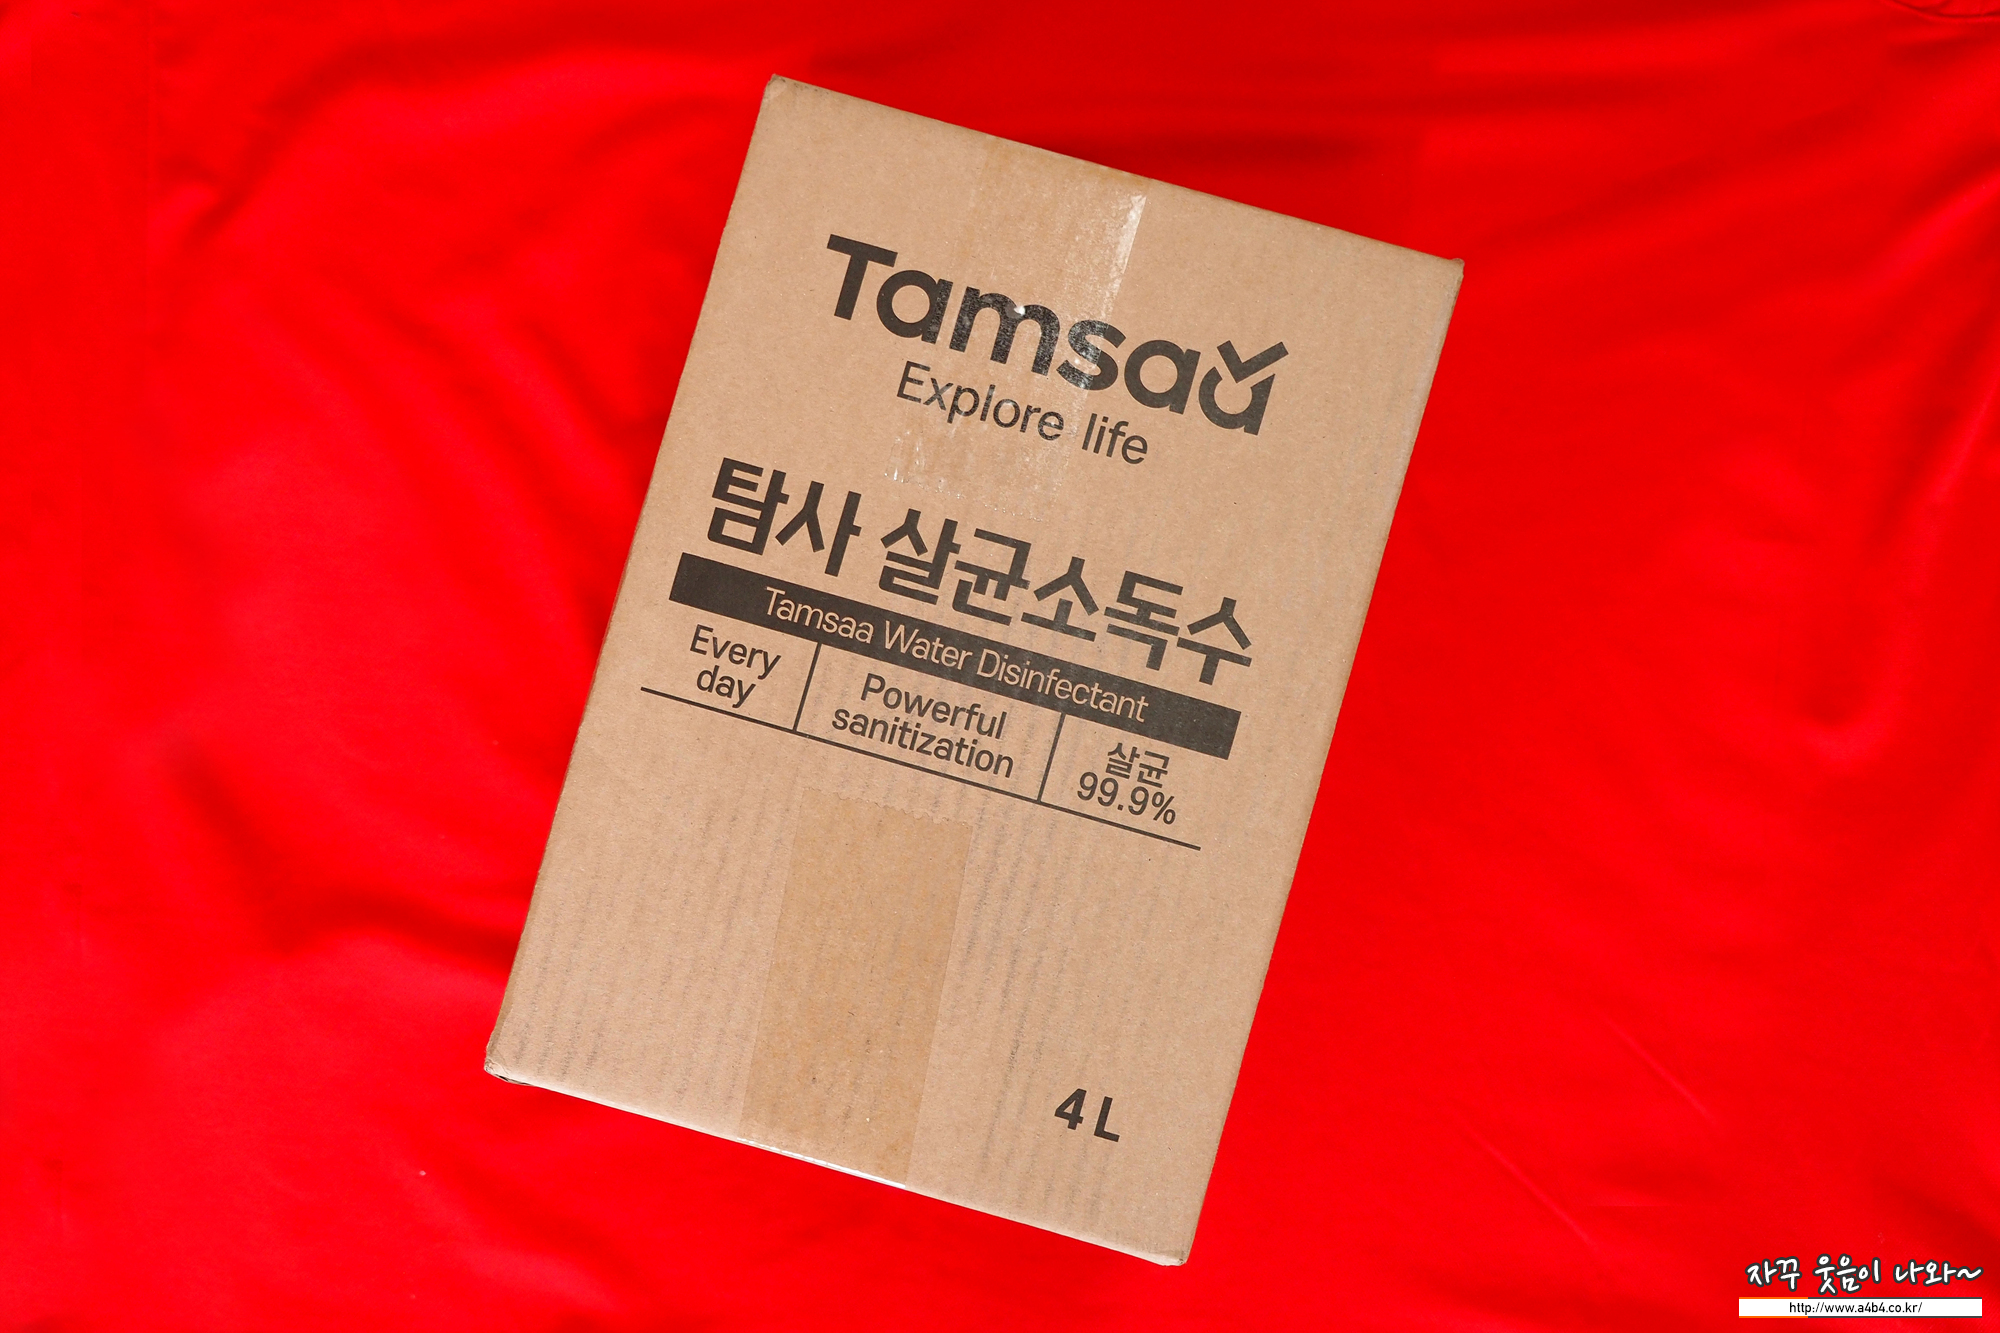 Tamsaa
Explore life
탐사 살균소독수
Tamsaa Water Disinfectant
Every
day
Powerful
sanitization
살균
99.9%
4 L
자꾸 웃음이 나와~
http://www.a4b4.co.kr/